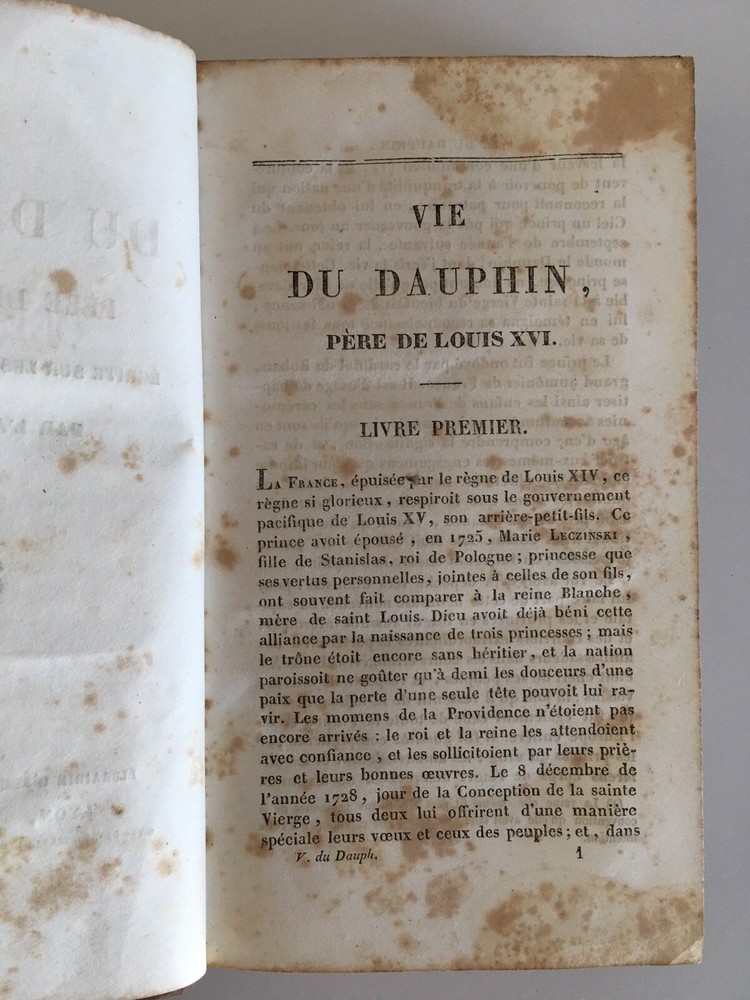 VIE
DU DAUPHIN,
PÈRE DE LOUIS XVI.
LIVRE PREMIER.
La France, épuisée par le règne de Louis XIV, ce
règne si glorieux, respiroit sous le gouvernement
pacifique de Louis XV, son arrière-petit-fils. Ce
prince avoit épousé, en 1725, Marie Leczinski,
fille de Stanislas, roi de Pologne; princesse que
ses vertus personnelles, jointes à celles de son fils,
ont souvent fait comparer à la reine Blanche,
mère de saint Louis. Dieu avoit déjà béni cette
alliance par la naissance de trois princesses; mais
le trône étoit encore sans héritier, et la nation
paroissoit ne goûter qu'à demi les douceurs d'une
paix que la perte d'une seule tête pouvoit lui ra-
vir. Les momens de la Providence n'étoient pas
encore arrivés : le roi et la reine les attendoient
avec confiance, et les sollicitoient par leurs priè-
res et leurs bonnes œuvres. Le 8 décembre de
l'année 1728, jour de la Conception de la sainte
Vierge, tous deux lui offrirent d'une manière
spéciale leurs vœux et ceux des peuples; et, dans
V. du Dauph. 1